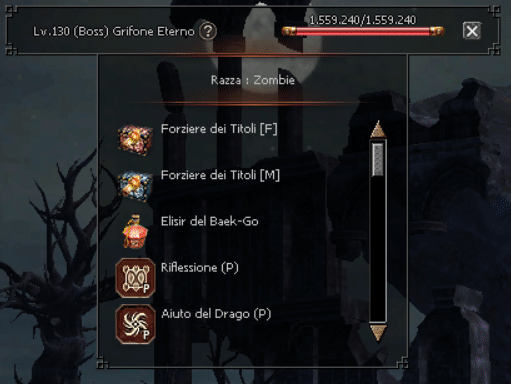 1.559.240/1.559.240
Lv.130 (Boss) Grifone Eterno ?
Razza : Zombie
Forziere dei Titoli [F]
Forziere dei Titoli [M]
Elisir del Baek-Go
Riflessione (P)
P
Aiuto del Drago (P)
P